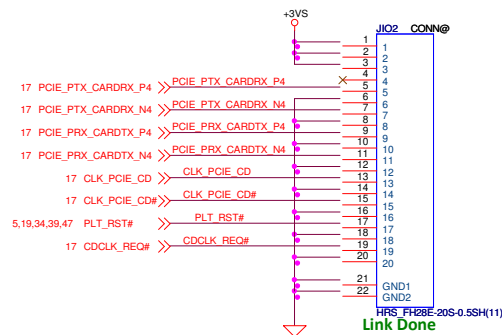 +3VS
JIO2 CONN@
1 1
2 2
3 3
4 4
17 PCIE_PTX_CARDRX_P4 PCIE_PTX_CARDRX_P4 5 5
6 6
17 PCIE_PTX_CARDRX_N4 PCIE_PTX_CARDRX_N4 7 7
8 8
17 PCIE_PRX_CARDTX_P4 PCIE_PRX_CARDTX_P4 9 9
10 10
17 PCIE_PRX_CARDTX_N4 PCIE_PRX_CARDTX_N4 11 11
12 12
17 CLK_PCIE_CD CLK_PCIE_CD 13 13
14 14
17 CLK_PCIE_CD# CLK_PCIE_CD# 15 15
16 16
5,19,34,39,47 PLT_RST# PLT_RST# 17 17
18 18
17 CDCLK_REQ# CDCLK_REQ# 19 19
20 20
21 GND1
22 GND2
HRS_FH28E-20S-0.5SH(11)
Link Done